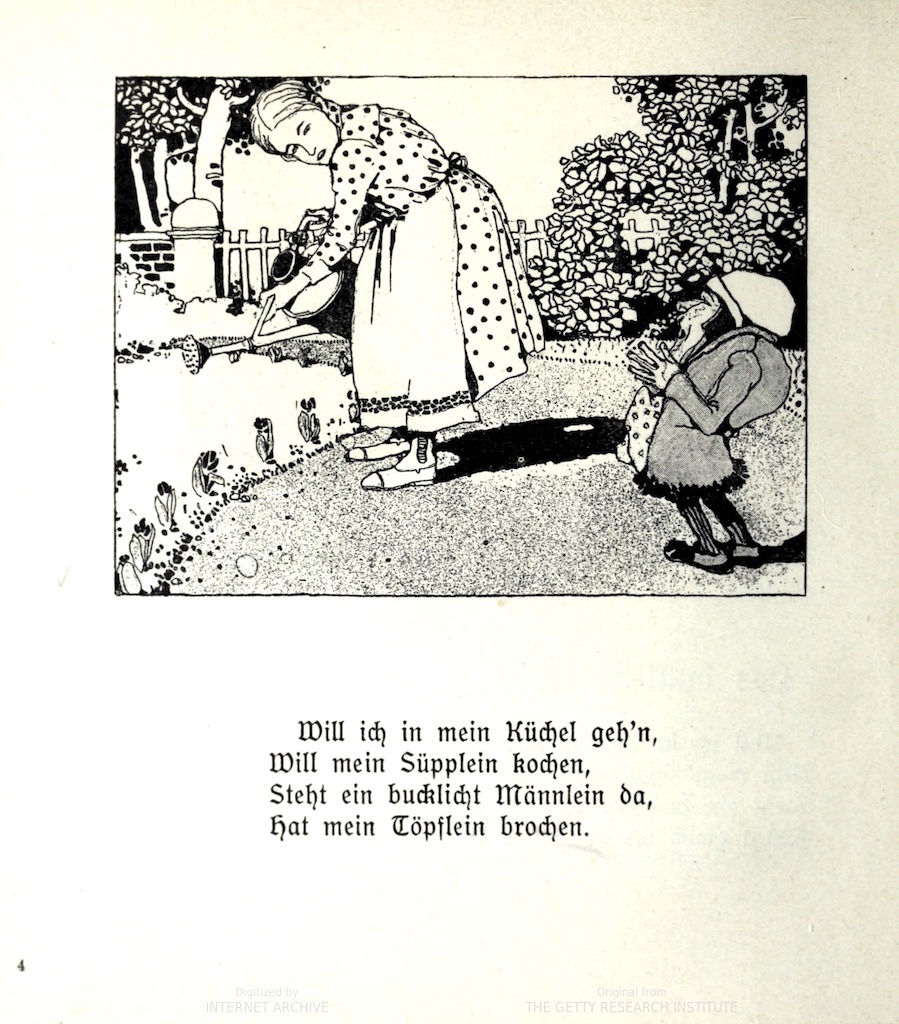 Will ich in mein Küchel geh'n,
Will mein Süpplein kochen,
Steht ein bucklicht Männlein da,
Hat mein Töpflein brochen.
4
Digitized by
INTERNET ARCHIVE
Original from
THE GETTY RESEARCH INSTITUTE